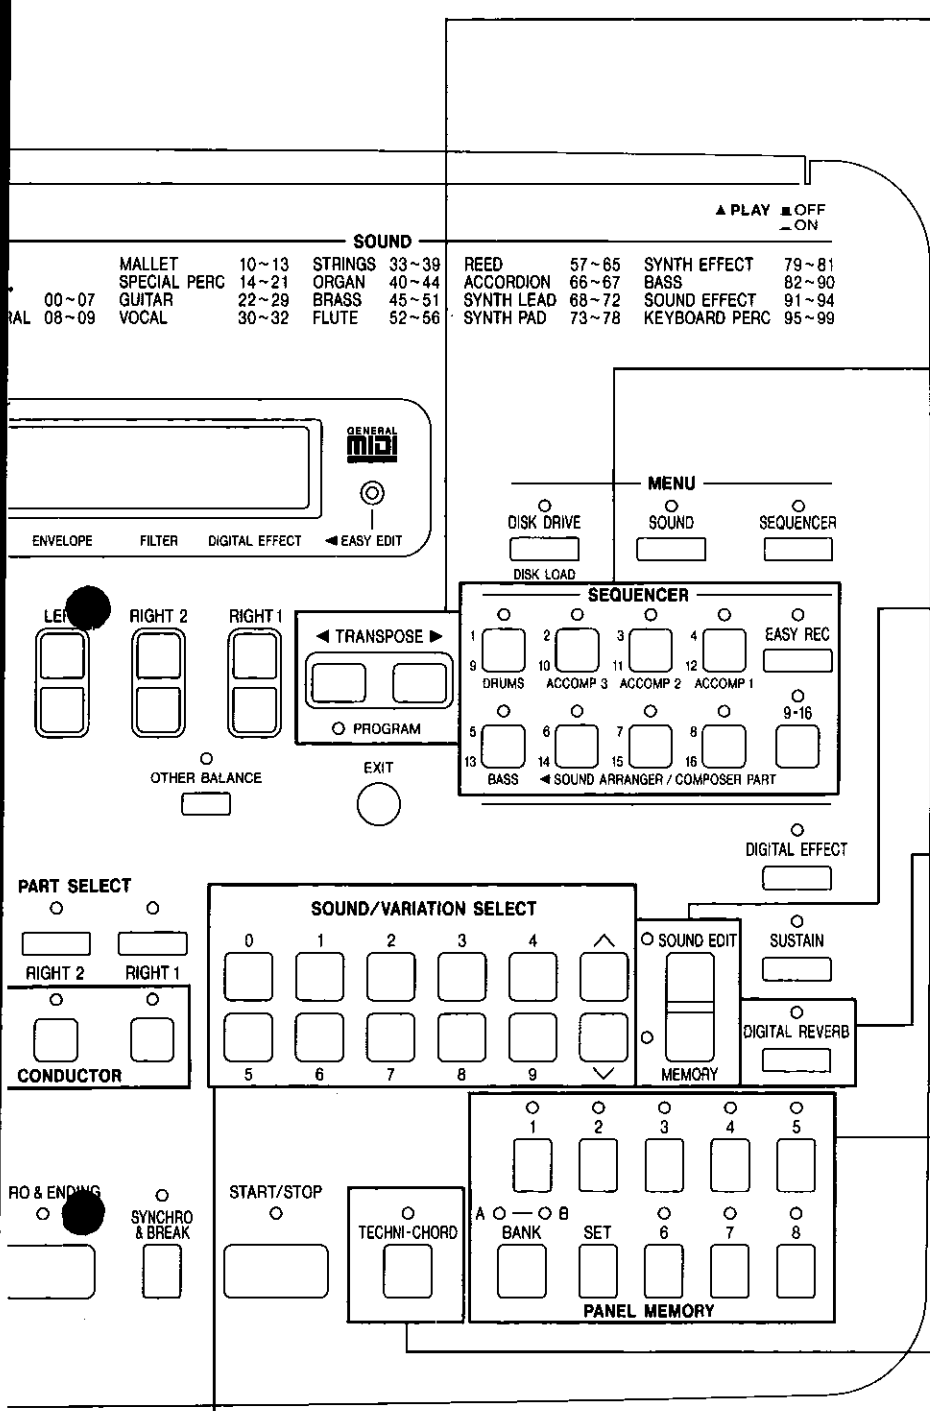 ▲ PLAY ■ OFF
▬ ON
SOUND
MALLET 10~13 STRINGS 33~39 REED 57~65 SYNTH EFFECT 79~81
SPECIAL PERC 14~21 ORGAN 40~44 ACCORDION 66~67 BASS 82~90
00~07 GUITAR 22~29 BRASS 45~51 SYNTH LEAD 68~72 SOUND EFFECT 91~94
RAL 08~09 VOCAL 30~32 FLUTE 52~56 SYNTH PAD 73~78 KEYBOARD PERC 95~99
GENERAL
MIDI
MENU
DISK DRIVE SOUND SEQUENCER
ENVELOPE FILTER DIGITAL EFFECT ◄ EASY EDIT
DISK LOAD
SEQUENCER
RIGHT 2 RIGHT 1
◄ TRANSPOSE ►
1 2 3 4 EASY REC
9 10 11 12
DRUMS ACCOMP 3 ACCOMP 2 ACCOMP 1
PROGRAM
9-16
5 6 7 8
13 14 15 16
BASS ◄ SOUND ARRANGER / COMPOSER PART
OTHER BALANCE
EXIT
DIGITAL EFFECT
PART SELECT
RIGHT 2 RIGHT 1
SOUND/VARIATION SELECT
0 1 2 3 4
5 6 7 8 9
SOUND EDIT
MEMORY
SUSTAIN
DIGITAL REVERB
CONDUCTOR
1 2 3 4 5
RO & ENDING
SYNCHRO
& BREAK
START/STOP
TECHNI-CHORD
A B
BANK SET 6 7 8
PANEL MEMORY